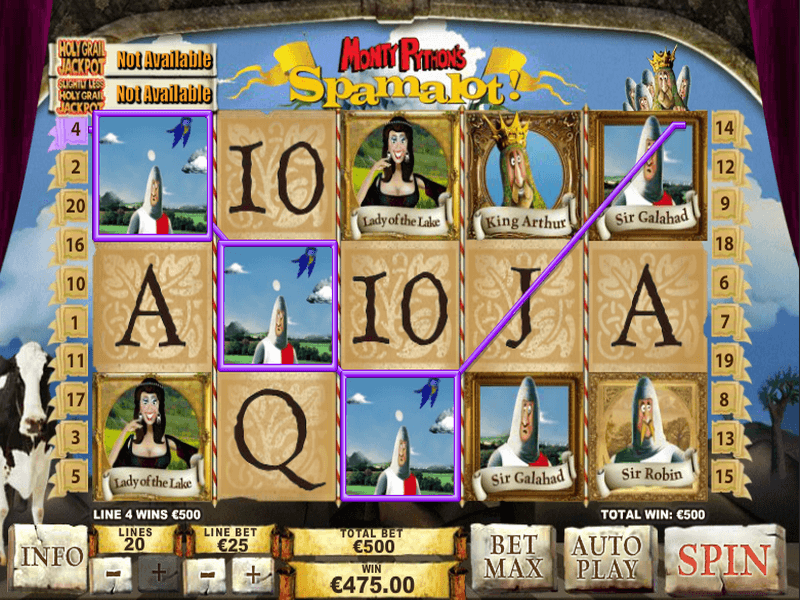 HOLY GRAIL
JACKPOT
Not Available
SLIGHTLY LESS
HOLY GRAIL
JACKPOT
Not Available
MONTY PYTHON'S
Spamalot!
4
2
20
16
10
1
11
17
3
5
10
Lady of the Lake
King Arthur
Sir Galahad
A
10
J
A
Lady of the Lake
Q
Sir Galahad
Sir Robin
14
12
9
18
6
7
19
8
13
15
LINE 4 WINS €500
TOTAL WIN: €500
INFO
LINES
20
- +
LINE BET
€25
- +
TOTAL BET
€500
WIN
€475.00
BET
MAX
AUTO
PLAY
SPIN